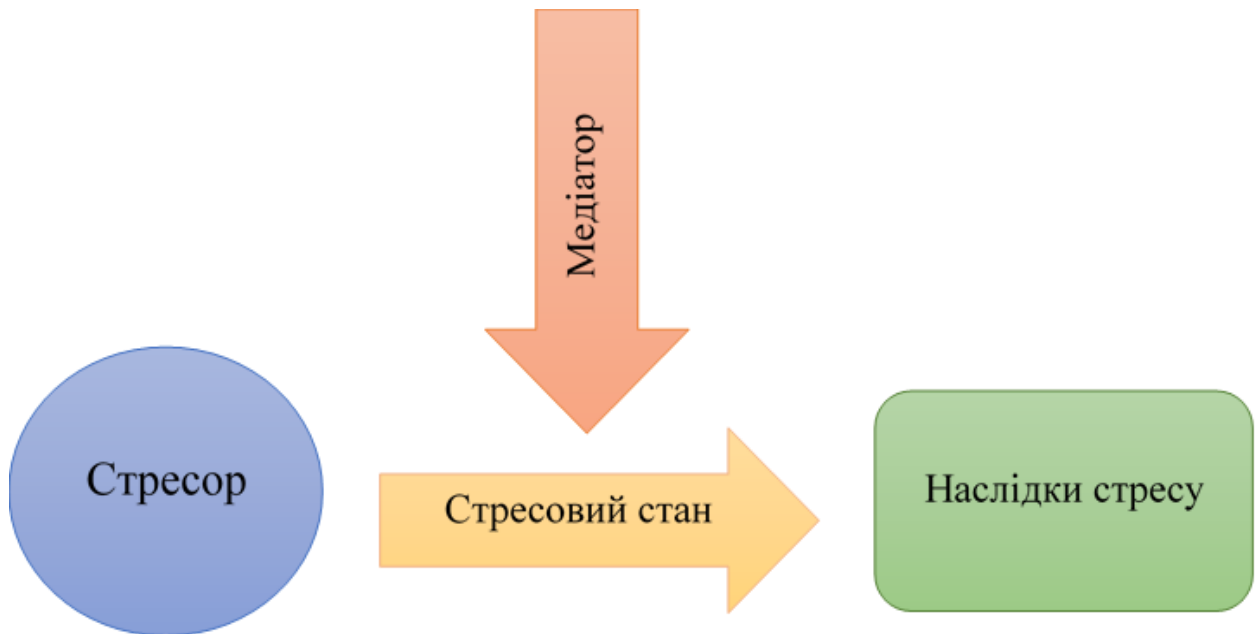 Медіатор
Стресор
Стресовий стан
Наслідки стресу